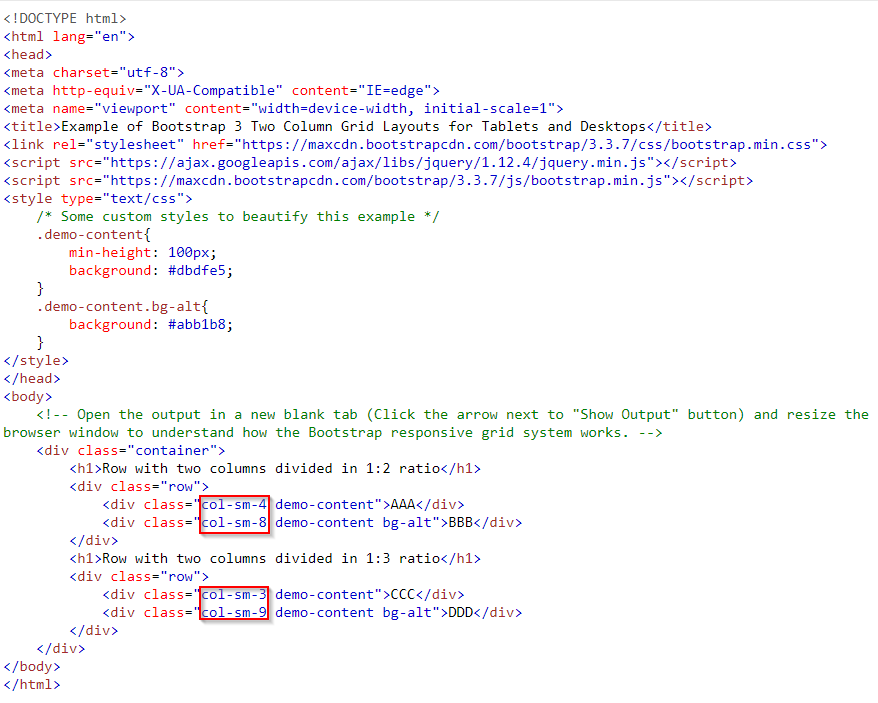 <!DOCTYPE html>
<html lang="en">
<head>
<meta charset="utf-8">
<meta http-equiv="X-UA-Compatible" content="IE=edge">
<meta name="viewport" content="width=device-width, initial-scale=1">
<title>Example of Bootstrap 3 Two Column Grid Layouts for Tablets and Desktops</title>
<link rel="stylesheet" href="https://maxcdn.bootstrapcdn.com/bootstrap/3.3.7/css/bootstrap.min.css">
<script src="https://ajax.googleapis.com/ajax/libs/jquery/1.12.4/jquery.min.js"></script>
<script src="https://maxcdn.bootstrapcdn.com/bootstrap/3.3.7/js/bootstrap.min.js"></script>
<style type="text/css">
    /* Some custom styles to beautify this example */
    .demo-content{
        min-height: 100px;
        background: #dbdfe5;
    }
    .demo-content.bg-alt{
        background: #abb1b8;
    }
</style>
</head>
<body>
    <!-- Open the output in a new blank tab (Click the arrow next to "Show Output" button) and resize the
browser window to understand how the Bootstrap responsive grid system works. -->
    <div class="container">
        <h1>Row with two columns divided in 1:2 ratio</h1>
        <div class="row">
            <div class="col-sm-4 demo-content">AAA</div>
            <div class="col-sm-8 demo-content bg-alt">BBB</div>
        </div>
        <h1>Row with two columns divided in 1:3 ratio</h1>
        <div class="row">
            <div class="col-sm-3 demo-content">CCC</div>
            <div class="col-sm-9 demo-content bg-alt">DDD</div>
        </div>
    </div>
</body>
</html>